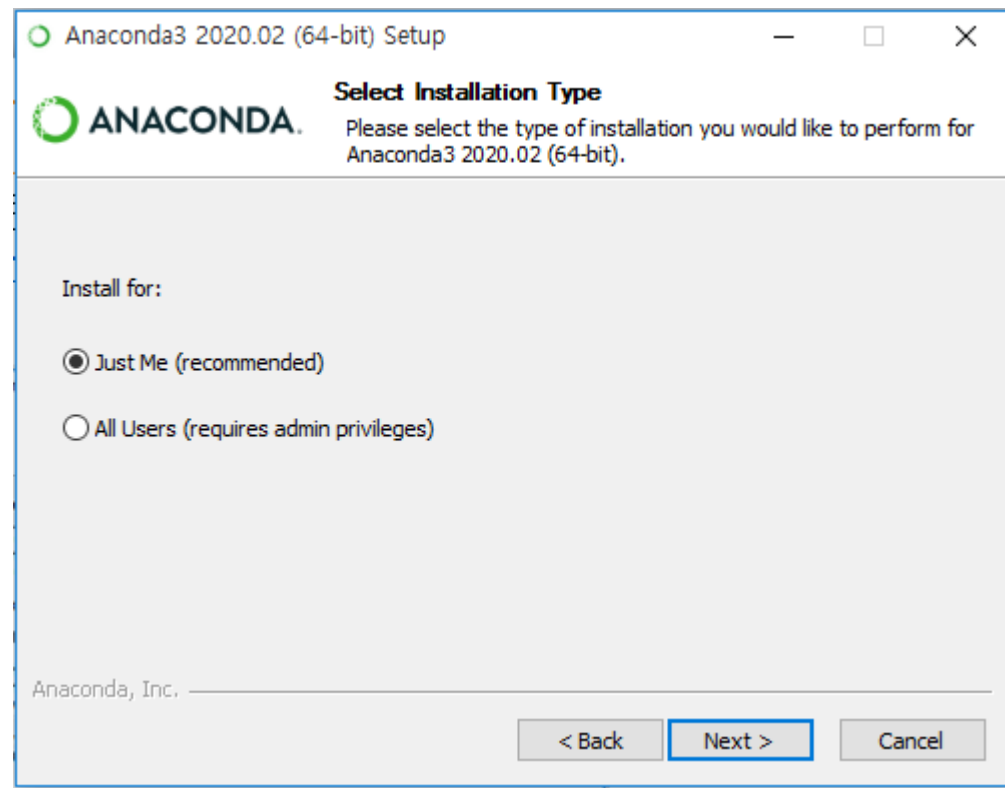 Anaconda3 2020.02 (64-bit) Setup
ANACONDA.
Select Installation Type
Please select the type of installation you would like to perform for
Anaconda3 2020.02 (64-bit).
Install for:
Just Me (recommended)
All Users (requires admin privileges)
Anaconda, Inc.
< Back
Next >
Cancel